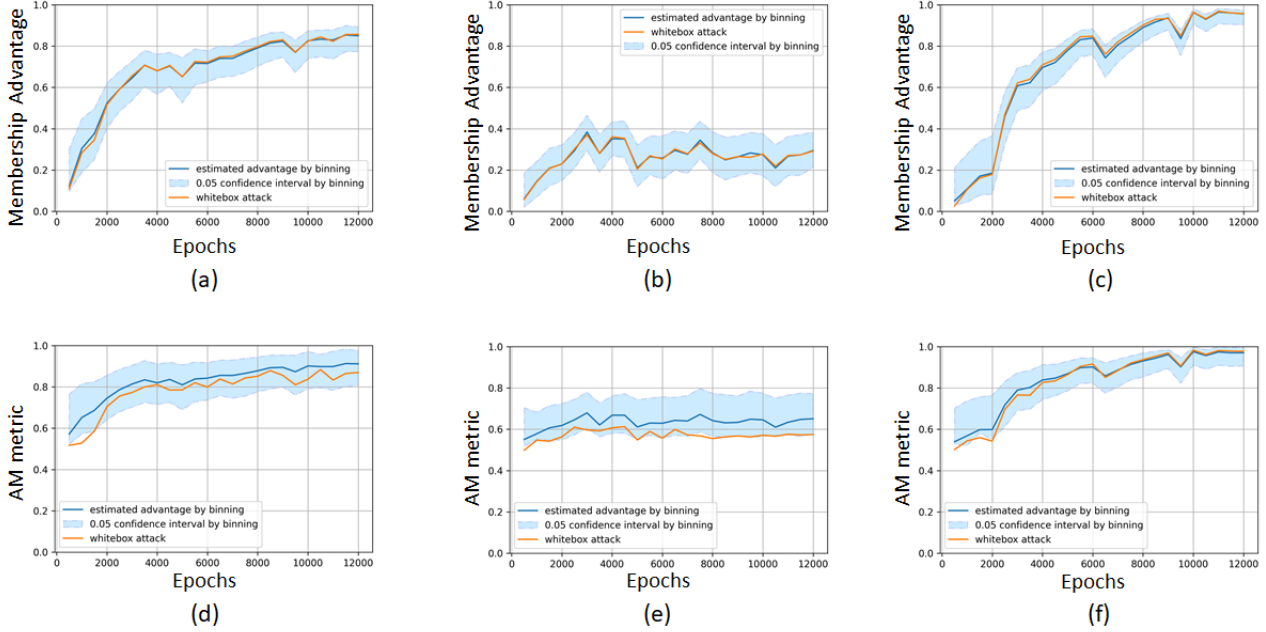 Membership Advantage
1.0
0.8
0.6
0.4
0.2
0.0
estimated advantage by binning
0.05 confidence interval by binning
whitebox attack
0 2000 4000 6000 8000 10000 12000
Epochs
(a)
Membership Advantage
1.0
0.8
0.6
0.4
0.2
0.0
estimated advantage by binning
whitebox attack
0.05 confidence interval by binning
0 2000 4000 6000 8000 10000 12000
Epochs
(b)
Membership Advantage
1.0
0.8
0.6
0.4
0.2
0.0
estimated advantage by binning
0.05 confidence interval by binning
whitebox attack
0 2000 4000 6000 8000 10000 12000
Epochs
(c)
AM metric
1.0
0.8
0.6
0.4
0.2
0.0
estimated advantage by binning
0.05 confidence interval by binning
whitebox attack
0 2000 4000 6000 8000 10000 12000
Epochs
(d)
AM metric
1.0
0.8
0.6
0.4
0.2
0.0
estimated advantage by binning
0.05 confidence interval by binning
whitebox attack
0 2000 4000 6000 8000 10000 12000
Epochs
(e)
AM metric
1.0
0.8
0.6
0.4
0.2
0.0
estimated advantage by binning
0.05 confidence interval by binning
whitebox attack
0 2000 4000 6000 8000 10000 12000
Epochs
(f)